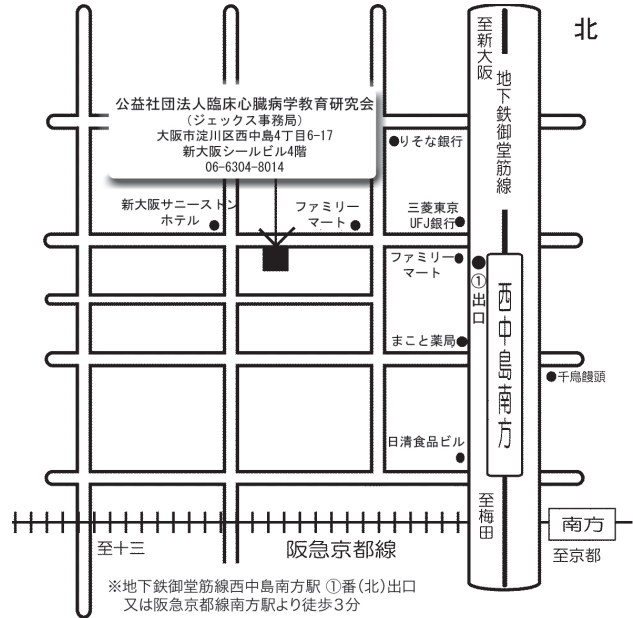 北
至新大阪
地下鉄御堂筋線
公益社団法人臨床心臓病学教育研究会
(ジェックス事務局)
大阪市淀川区西中島4丁目6-17
新大阪シールビル4階
06-6304-8014
●りそな銀行
新大阪サニーストン
ホテル
ファミリー
マート
三菱東京
UFJ銀行
ファミリー
マート
①出口
西中島南方
まこと薬局
千鳥饅頭
日清食品ビル
至梅田
南方
至十三
阪急京都線
至京都
※地下鉄御堂筋線西中島南方駅 ①番(北)出口
又は阪急京都線南方駅より徒歩3分